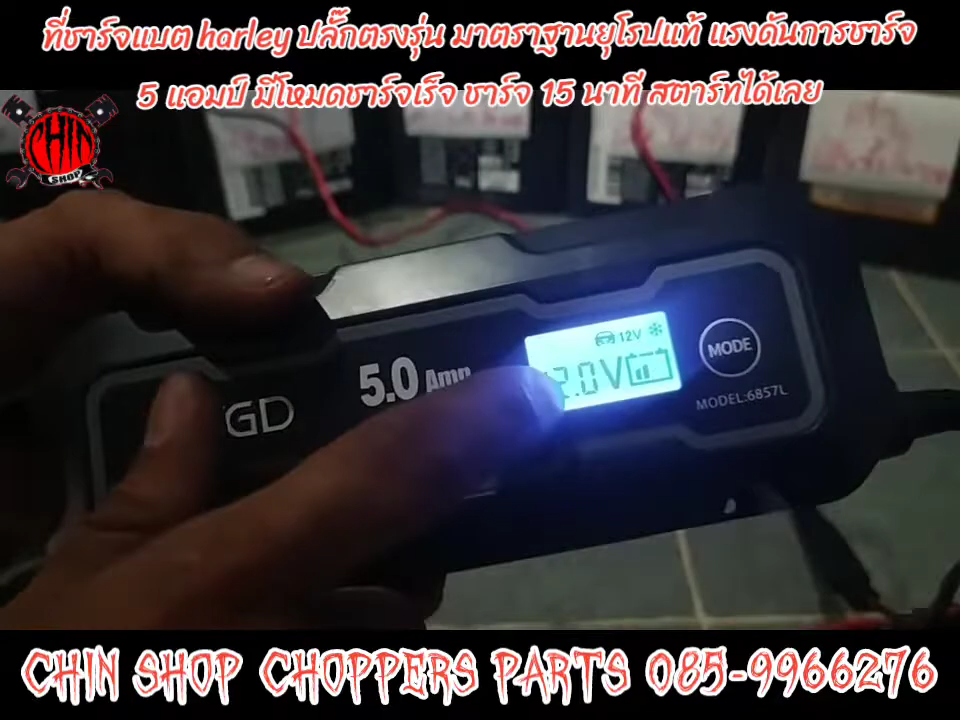 ที่ชาร์จแบต harley ปลั๊กตรงรุ่น มาตราฐานยุโรปแท้ แรงดันการชาร์จ
5 แอมป์ มีโหมดชาร์จเร็จ ชาร์จ 15 นาที สตาร์ทได้เลย
CHIN
SHOP
12V
2.0V
MODE
5.0 Amp
GD
MODEL:6857L
CHIN SHOP CHOPPERS PARTS 085-9966276